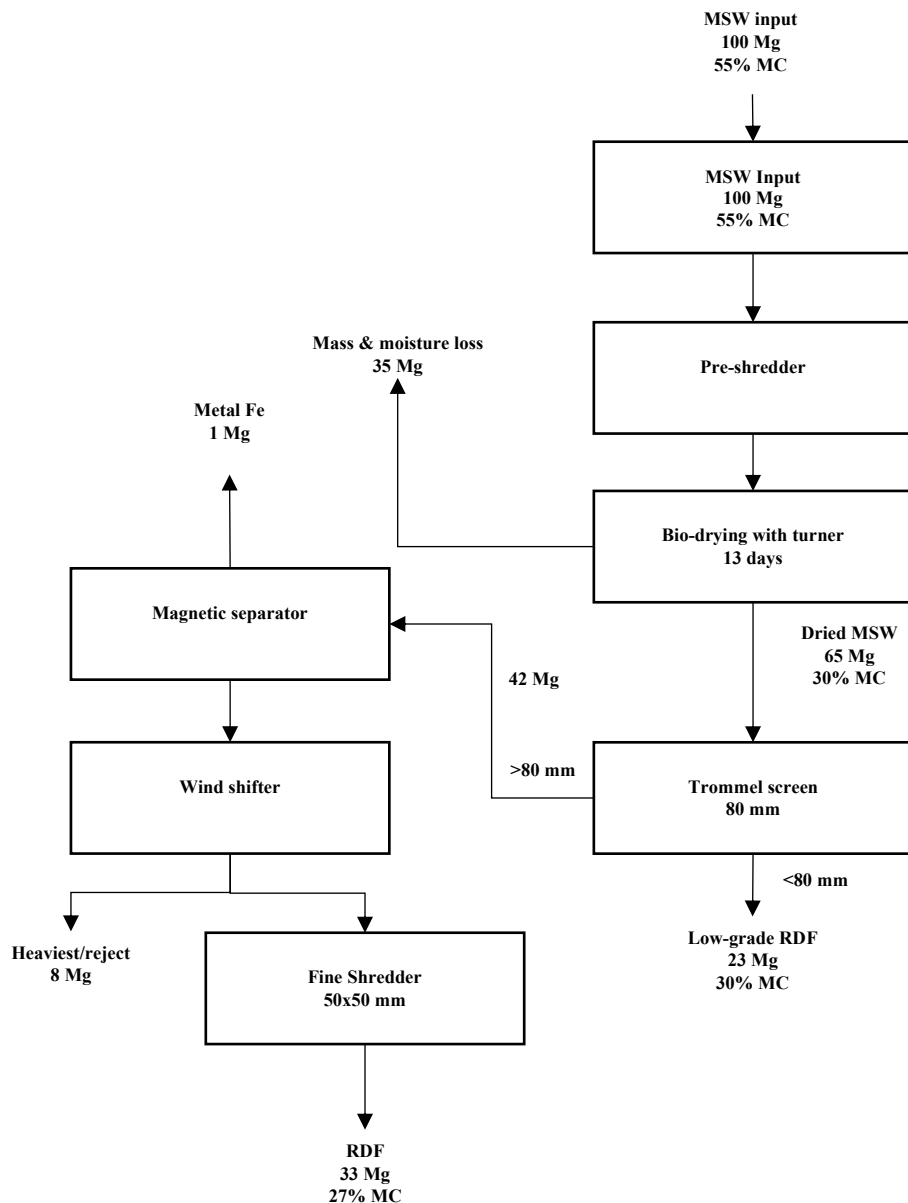 MSW input
100 Mg
55% MC
MSW Input
100 Mg
55% MC
Pre-shredder
Mass & moisture loss
35 Mg
Metal Fe
1 Mg
Bio-drying with turner
13 days
Magnetic separator
Dried MSW
65 Mg
30% MC
42 Mg
>80 mm
Wind shifter
Trommel screen
80 mm
<80 mm
Heaviest/reject
8 Mg
Fine Shredder
50x50 mm
Low-grade RDF
23 Mg
30% MC
RDF
33 Mg
27% MC